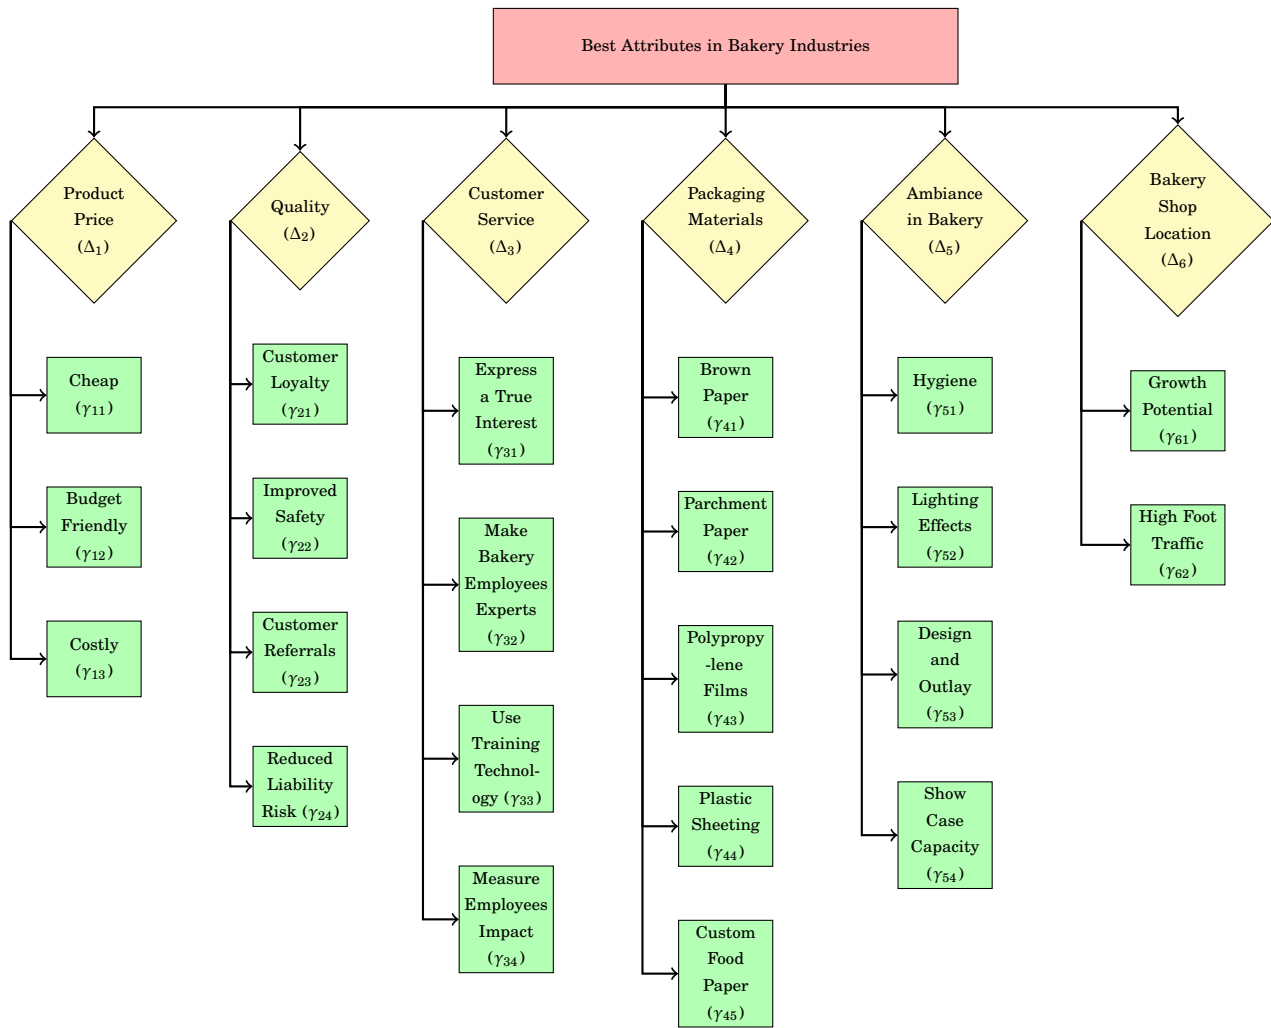 Best Attributes in Bakery Industries
Product
Price
(Δ₁)
Quality
(Δ₂)
Customer
Service
(Δ₃)
Packaging
Materials
(Δ₄)
Ambiance
in Bakery
(Δ₅)
Bakery
Shop
Location
(Δ₆)
Cheap
(γ₁₁)
Budget
Friendly
(γ₁₂)
Costly
(γ₁₃)
Customer
Loyalty
(γ₂₁)
Improved
Safety
(γ₂₂)
Customer
Referrals
(γ₂₃)
Reduced
Liability
Risk (γ₂₄)
Express
a True
Interest
(γ₃₁)
Make
Bakery
Employees
Experts
(γ₃₂)
Use
Training
Technol-
ogy (γ₃₃)
Measure
Employees
Impact
(γ₃₄)
Brown
Paper
(γ₄₁)
Parchment
Paper
(γ₄₂)
Polypropy
-lene
Films
(γ₄₃)
Plastic
Sheeting
(γ₄₄)
Custom
Food
Paper
(γ₄₅)
Hygiene
(γ₅₁)
Lighting
Effects
(γ₅₂)
Design
and
Outlay
(γ₅₃)
Show
Case
Capacity
(γ₅₄)
Growth
Potential
(γ₆₁)
High Foot
Traffic
(γ₆₂)